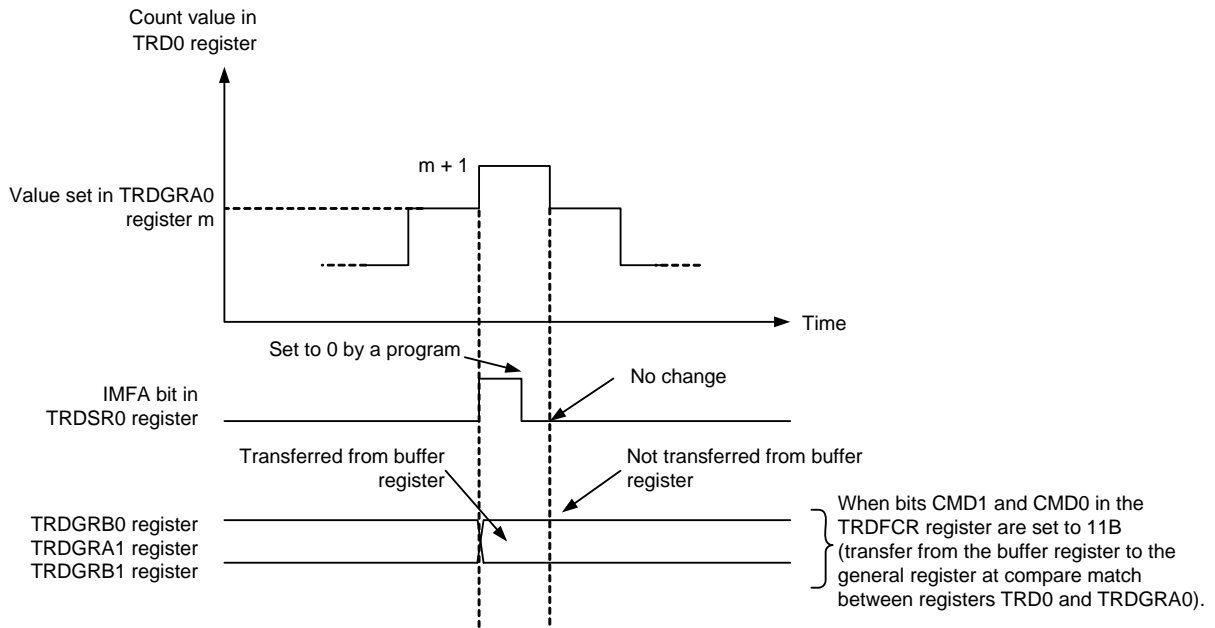 Count value in
TRD0 register
m + 1
Value set in TRDGRA0
register m
Time
Set to 0 by a program
No change
IMFA bit in
TRDSR0 register
Transferred from buffer
register
Not transferred from buffer
register
TRDGRB0 register
TRDGRA1 register
TRDGRB1 register
When bits CMD1 and CMD0 in the
TRDFCR register are set to 11B
(transfer from the buffer register to the
general register at compare match
between registers TRD0 and TRDGRA0).